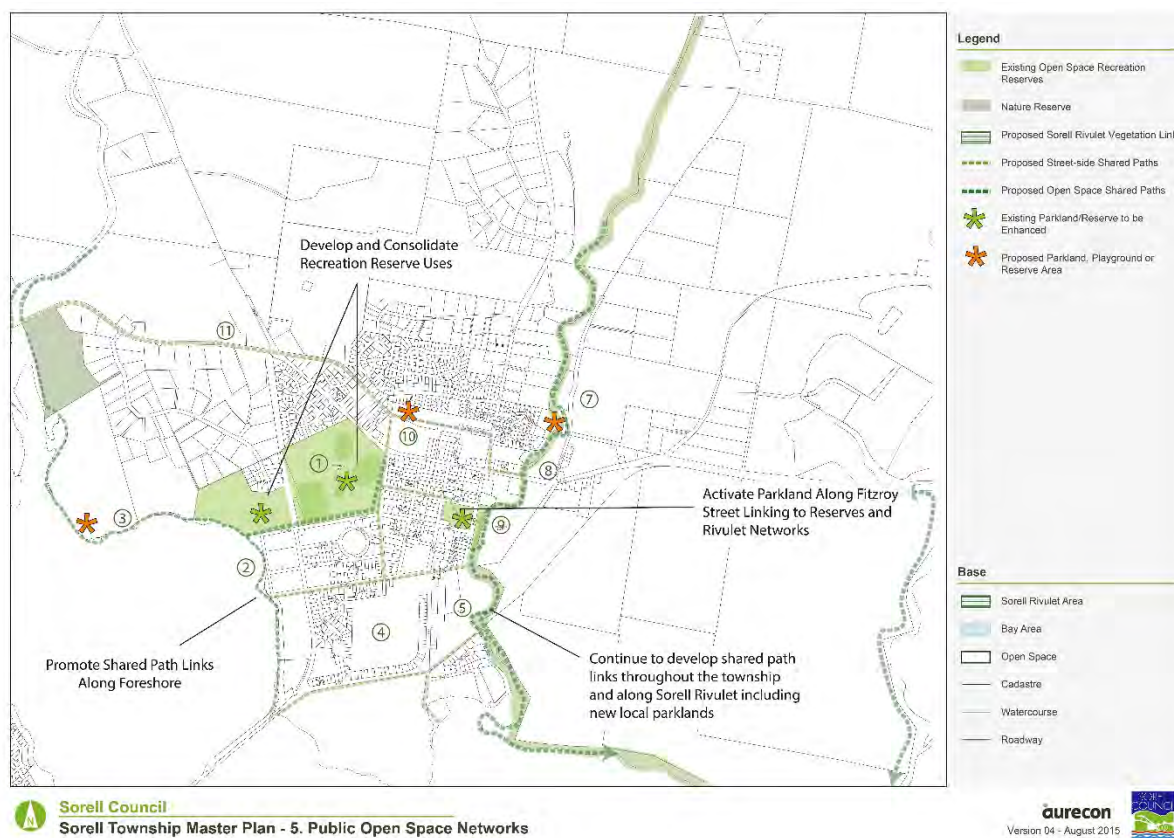 Develop and Consolidate
Recreation Reserve Uses
11
7
10
1
8
Activate Parkland Along Fitzroy
Street Linking to Reserves and
Rivulet Networks
3
9
2
5
4
Promote Shared Path Links
Along Foreshore
Continue to develop shared path
links throughout the township
and along Sorell Rivulet including
new local parklands
Legend
Existing Open Space Recreation
Reserves
Nature Reserve
Proposed Sorell Rivulet Vegetation Link
Proposed Street-side Shared Paths
Proposed Open Space Shared Paths
Existing Parkland/Reserve to be
Enhanced
Proposed Parkland, Playground or
Reserve Area
Base
Sorell Rivulet Area
Bay Area
Open Space
Cadastre
Watercourse
Roadway
Sorell Council
Sorell Township Master Plan - 5. Public Open Space Networks
aurecon
Version 04 - August 2015
SORELL
COUNCIL